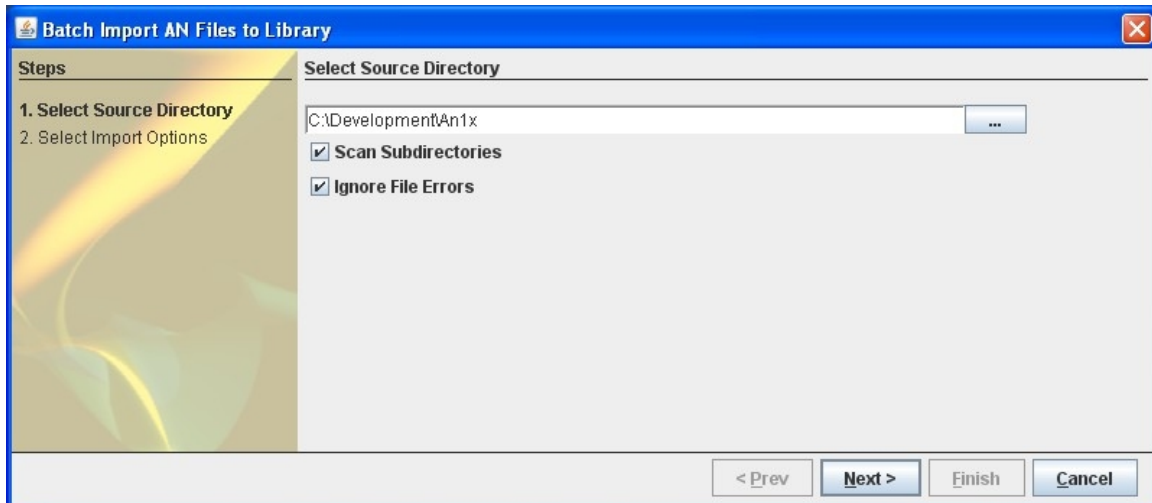 Batch Import AN Files to Library
Steps
1. Select Source Directory
2. Select Import Options
Select Source Directory
C:\Development\An1x
...
Scan Subdirectories
Ignore File Errors
< Prev
Next >
Finish
Cancel